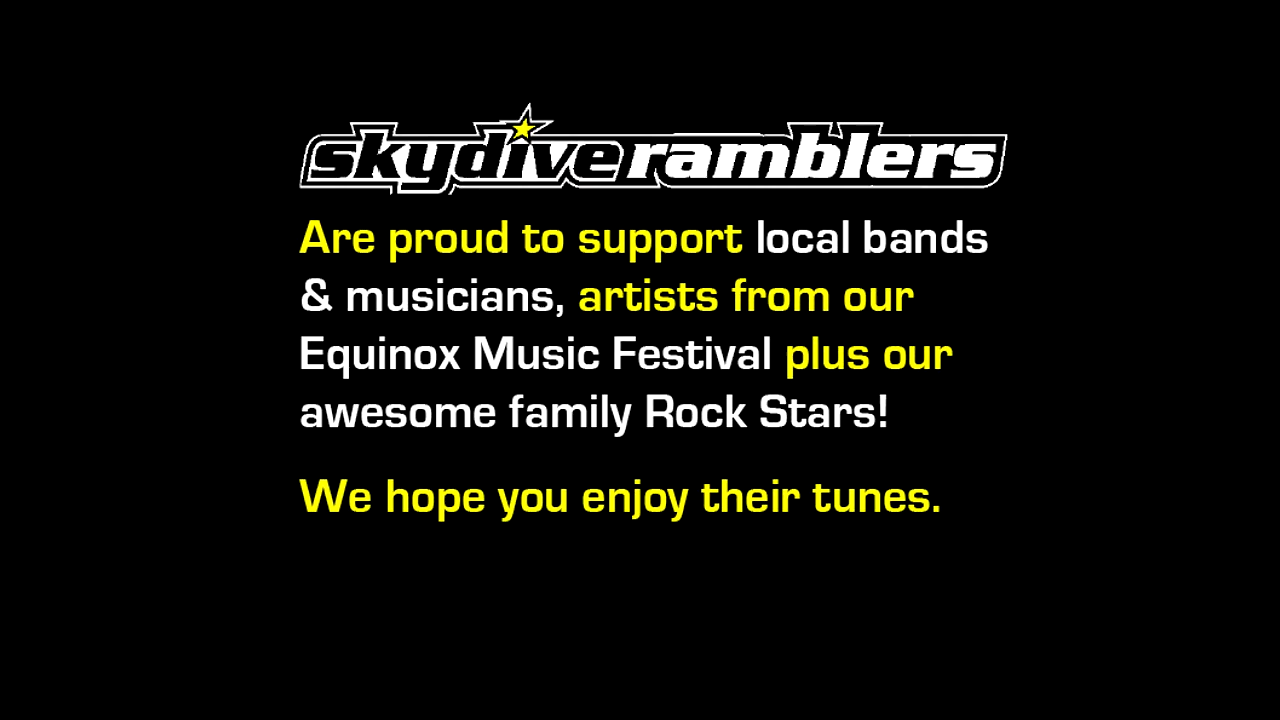 skydiveramblers
Are proud to support local bands
& musicians, artists from our
Equinox Music Festival plus our
awesome family Rock Stars!
We hope you enjoy their tunes.